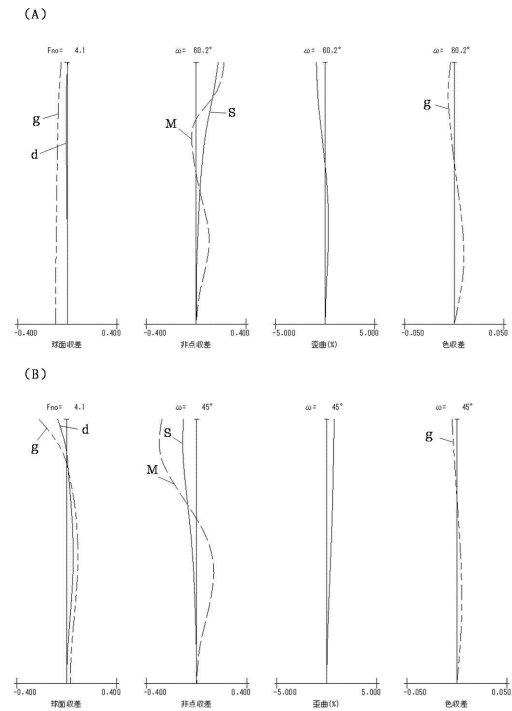 (A)
Fno= 4.1
ω= 60.2°
ω= 60.2°
ω= 60.2°
g
d
M
S
g
-0.400 0.400
球面収差
-0.400 0.400
非点収差
-5.000 5.000
歪曲(%)
-0.050 0.050
色収差
(B)
Fno= 4.1
ω= 45°
ω= 45°
ω= 45°
d
g
S
M
g
-0.400 0.400
球面収差
-0.400 0.400
非点収差
-5.000 5.000
歪曲(%)
-0.050 0.050
色収差